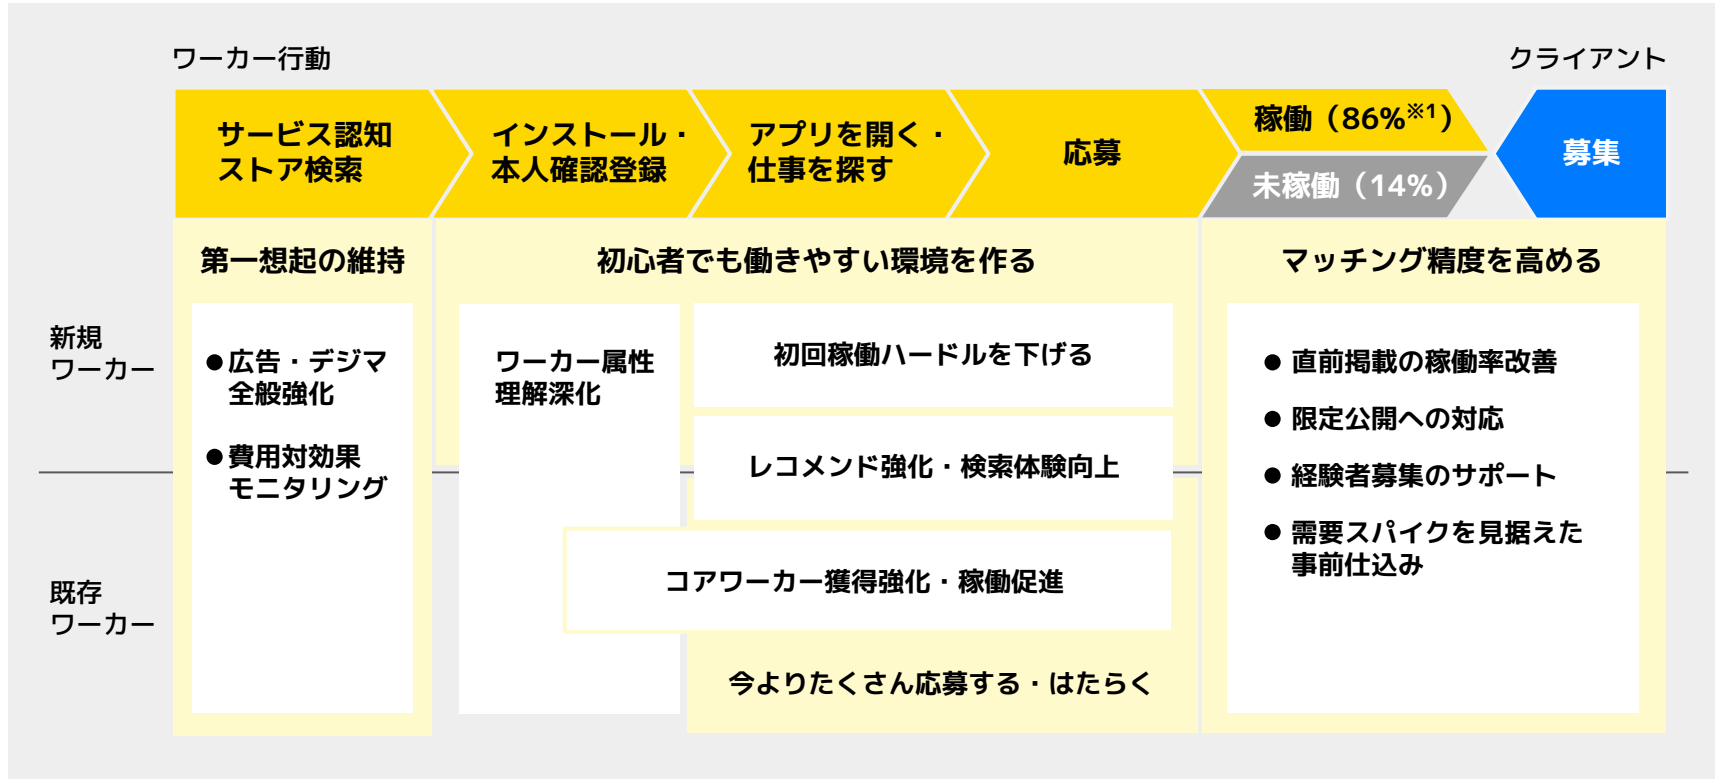 ワーカー行動
クライアント
サービス認知
ストア検索
インストール・
本人確認登録
アプリを開く・
仕事を探す
応募
稼働（86%※1）
未稼働（14%）
募集
第一想起の維持
初心者でも働きやすい環境を作る
マッチング精度を高める
新規
ワーカー
既存
ワーカー
●広告・デジマ
全般強化
●費用対効果
モニタリング
ワーカー属性
理解深化
初回稼働ハードルを下げる
レコメンド強化・検索体験向上
コアワーカー獲得強化・稼働促進
今よりたくさん応募する・はたらく
● 直前掲載の稼働率改善
● 限定公開への対応
● 経験者募集のサポート
● 需要スパイクを見据えた
事前仕込み